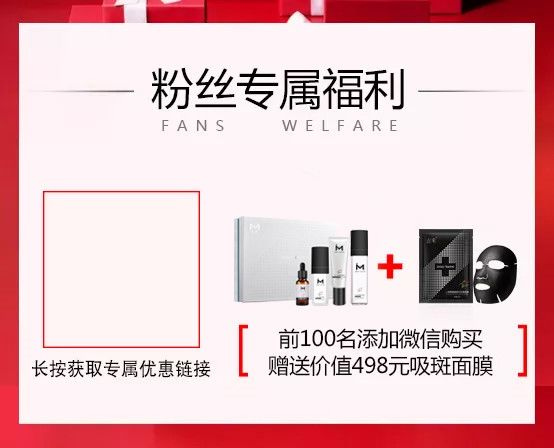 粉丝专属福利
FANS WELFARE
M
M
M
M
M
前100名添加微信购买
赠送价值498元吸斑面膜
长按获取专属优惠链接